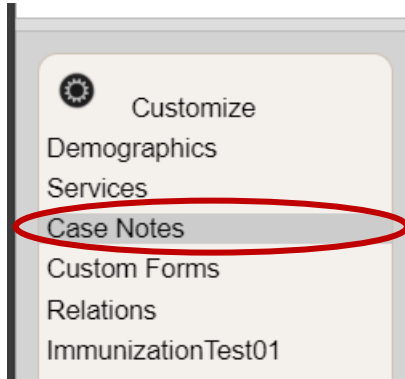 Customize
Demographics
Services
Case Notes
Custom Forms
Relations
ImmunizationTest01